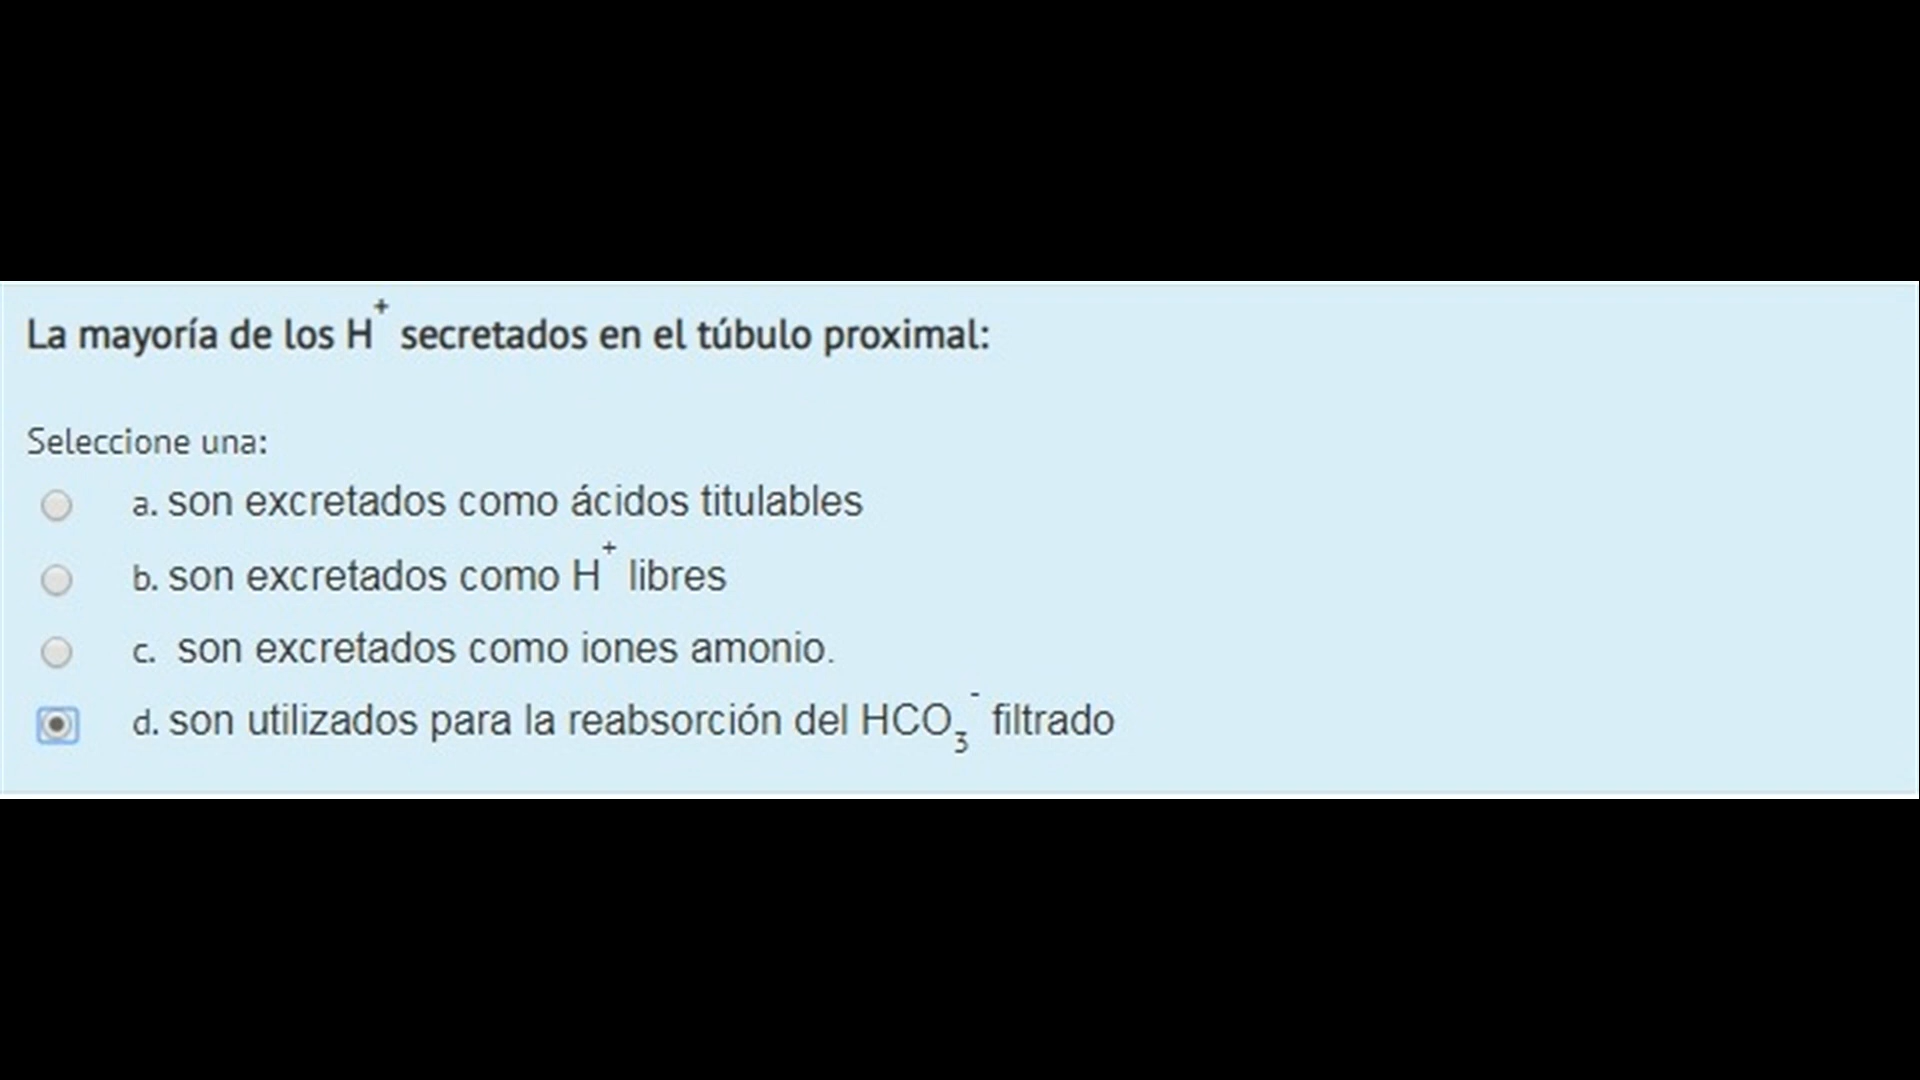 La mayoría de los H⁺ secretados en el túbulo proximal:
Seleccione una:
a. son excretados como ácidos titulables
b. son excretados como H⁺ libres
c. son excretados como iones amonio.
d. son utilizados para la reabsorción del HCO₃⁻ filtrado